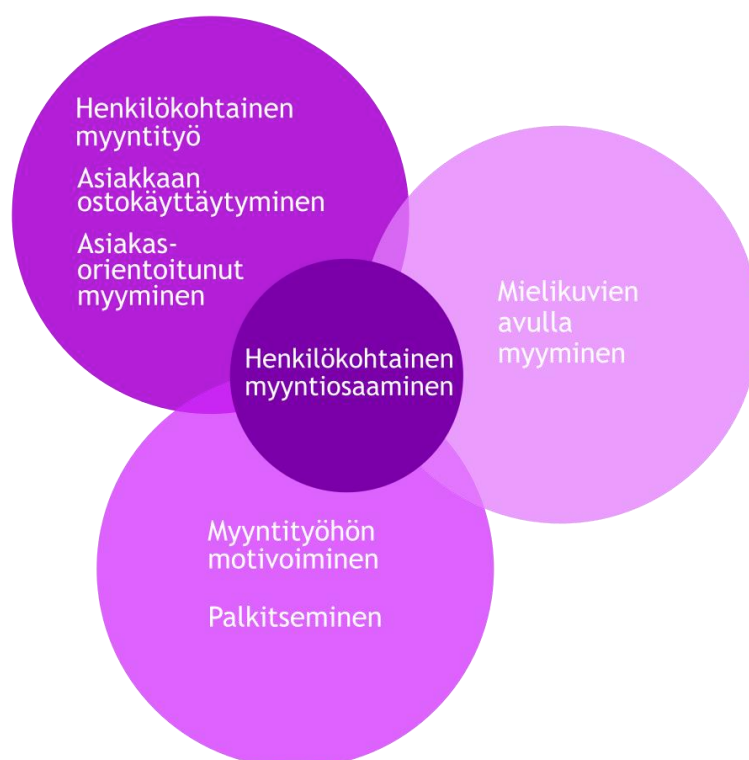 Henkilökohtainen
myyntityö
Asiakkaan
ostokäyttäytyminen
Asiakas-
orientoitunut
myyminen
Mielikuvien
avulla
myyminen
Henkilökohtainen
myyntiosaaminen
Myyntityöhön
motivoiminen
Palkitseminen